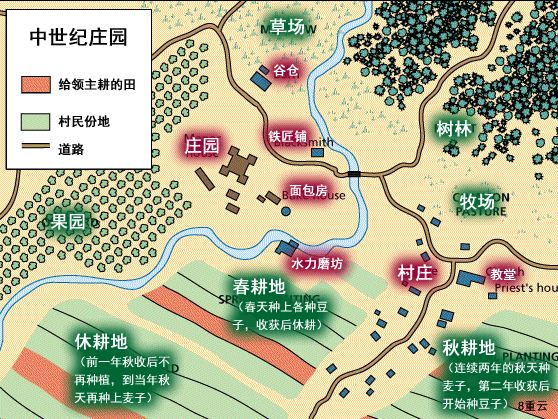 中世纪庄园
给领主耕的田
村民份地
道路
草场
谷仓
树林
铁匠铺
庄园
面包房
牧场
PASTURE
果园
水力磨坊
村庄
教堂
Priest's hou
春耕地
（春天种上各种豆
子，收获后休耕）
休耕地
（前一年秋收后不
再种植，到当年秋
天再种上麦子）
秋耕地
PLANTING
（连续两年的秋天种
麦子，第二年收获后
开始种豆子）
8重云